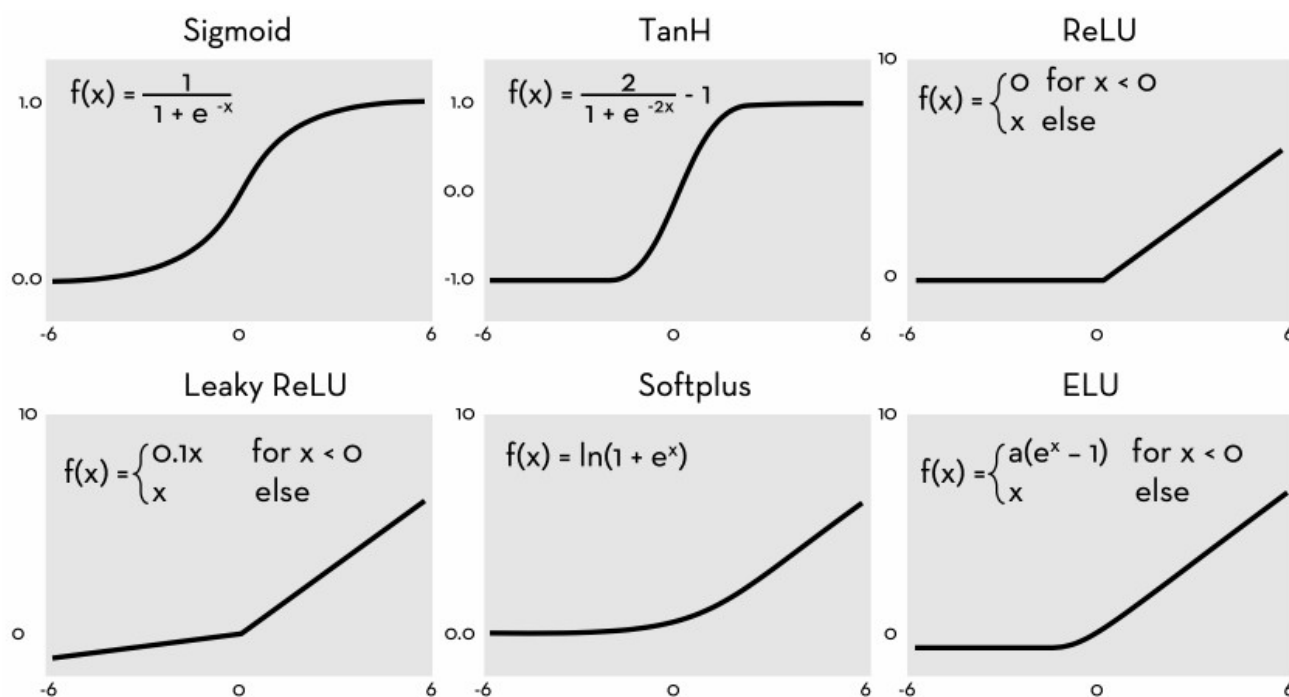 Sigmoid
f(x) = 1 / (1 + e^-x)
1.0
0.0
-6 0 6
TanH
f(x) = 2 / (1 + e^-2x) - 1
1.0
0.0
-1.0
-6 0 6
ReLU
10
f(x) = { 0 for x < 0
x else
0
-6 0 6
Leaky ReLU
10
f(x) = { 0.1x for x < 0
x else
0
-6 0 6
Softplus
10
f(x) = ln(1 + e^x)
0.0
-6 0 6
ELU
10
f(x) = { a(e^x – 1) for x < 0
x else
0
-6 0 6